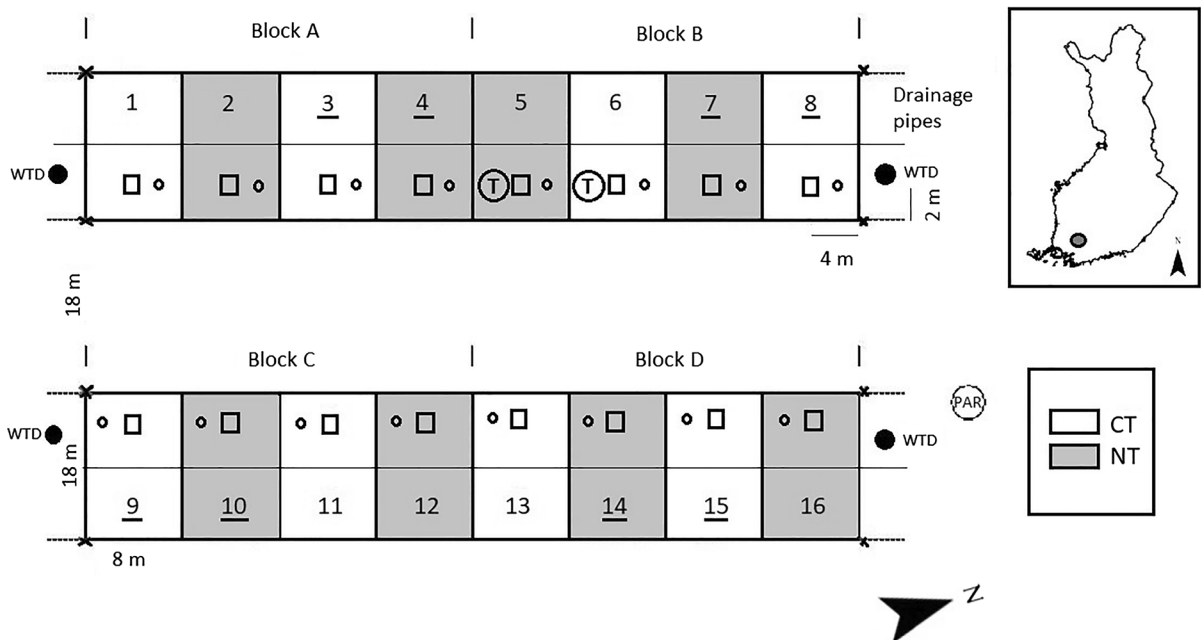 Block A
Block B
1
2
3
4
5
6
7
8
Drainage
pipes
WTD
T
T
WTD
2 m
4 m
18 m
N
Block C
Block D
WTD
WTD
PAR
18 m
9
10
11
12
13
14
15
16
8 m
CT
NT
N